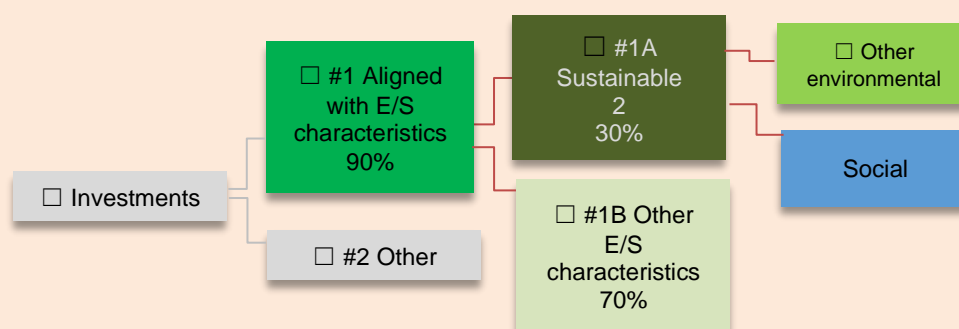 ☐ Investments
☐ #1 Aligned
with E/S
characteristics
90%
☐ #2 Other
☐ #1A
Sustainable
2
30%
☐ #1B Other
E/S
characteristics
70%
☐ Other
environmental
Social